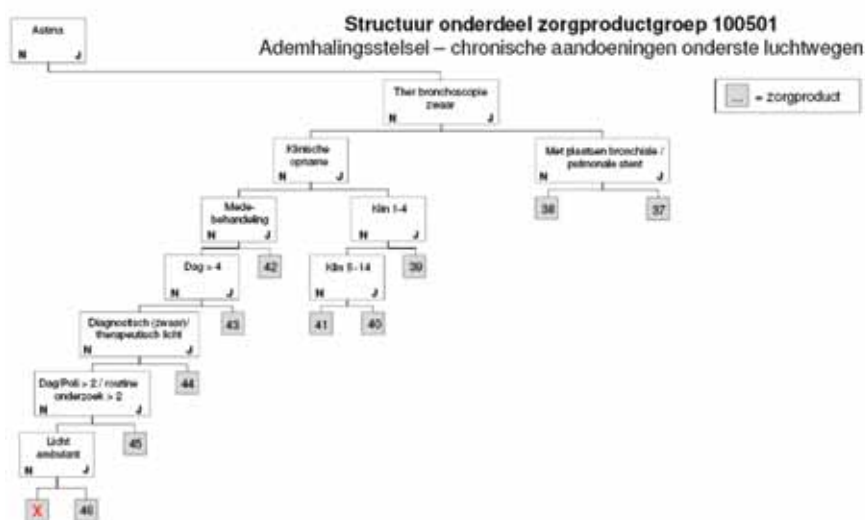 Structuur onderdeel zorgproductgroep 100501
Ademhalingsstelsel – chronische aandoeningen onderste luchtwegen
Astma
N J
Ther bronchoscopie
zwaar
N J
... = zorgproduct
Klinische
opname
N J
Met plaatsen bronchiale /
pulmonale stent
N J
Mede-
behandeling
N J
Klin 1-4
N J
38
37
Dag > 4
N J
42
Klin 5-14
N J
39
Diagnostisch (zwaar)/
therapeutisch licht
N J
43
41
40
Dag/Poli > 2 / routine
onderzoek > 2
N J
44
Licht
ambulant
N J
45
X
46